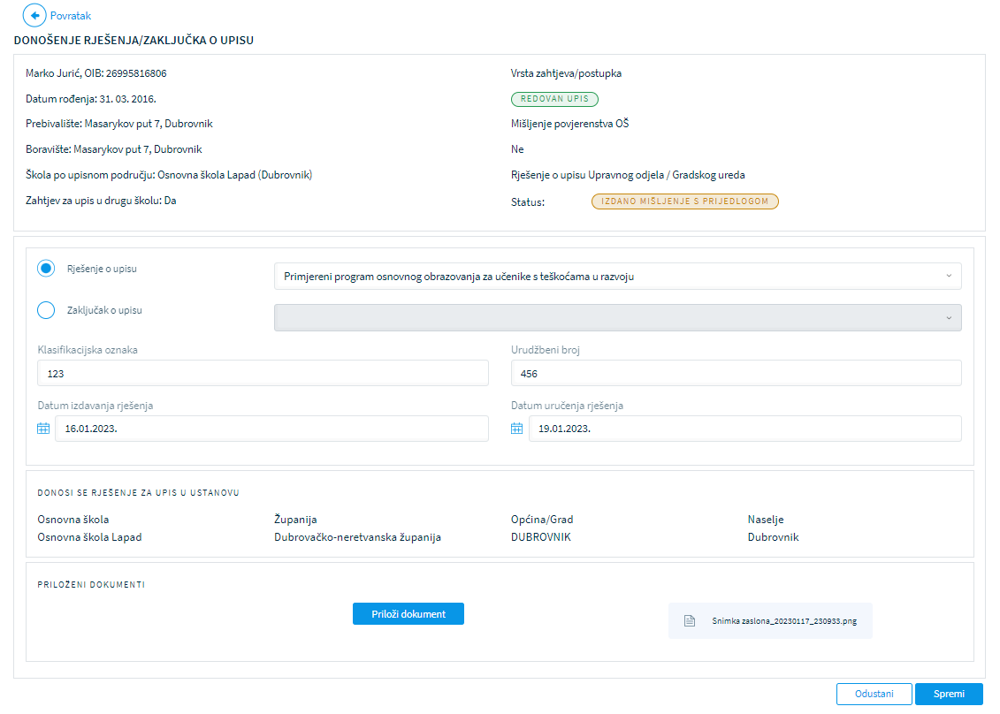 Povratak
DONOŠENJE RJEŠENJA/ZAKLJUČKA O UPISU
Marko Jurić, OIB: 26995816806
Datum rođenja: 31. 03. 2016.
Prebivalište: Masarykov put 7, Dubrovnik
Boravište: Masarykov put 7, Dubrovnik
Škola po upisnom području: Osnovna škola Lapad (Dubrovnik)
Zahtjev za upis u drugu školu: Da
Vrsta zahtjeva/postupka
REDOVAN UPIS
Mišljenje povjerenstva OŠ
Ne
Rješenje o upisu Upravnog odjela / Gradskog ureda
Status: IZDANO MIŠLJENJE S PRIJEDLOGOM
Rješenje o upisu
Primjereni program osnovnog obrazovanja za učenike s teškoćama u razvoju
Zaključak o upisu
Klasifikacijska oznaka
123
Urudžbeni broj
456
Datum izdavanja rješenja
16.01.2023.
Datum uručenja rješenja
19.01.2023.
DONOSI SE RJEŠENJE ZA UPIS U USTANOVU
Osnovna škola Županija Općina/Grad Naselje
Osnovna škola Lapad Dubrovačko-neretvanska županija DUBROVNIK Dubrovnik
PRILOŽENI DOKUMENTI
Priloži dokument
Snimka zaslona_20230117_230933.png
Odustani Spremi